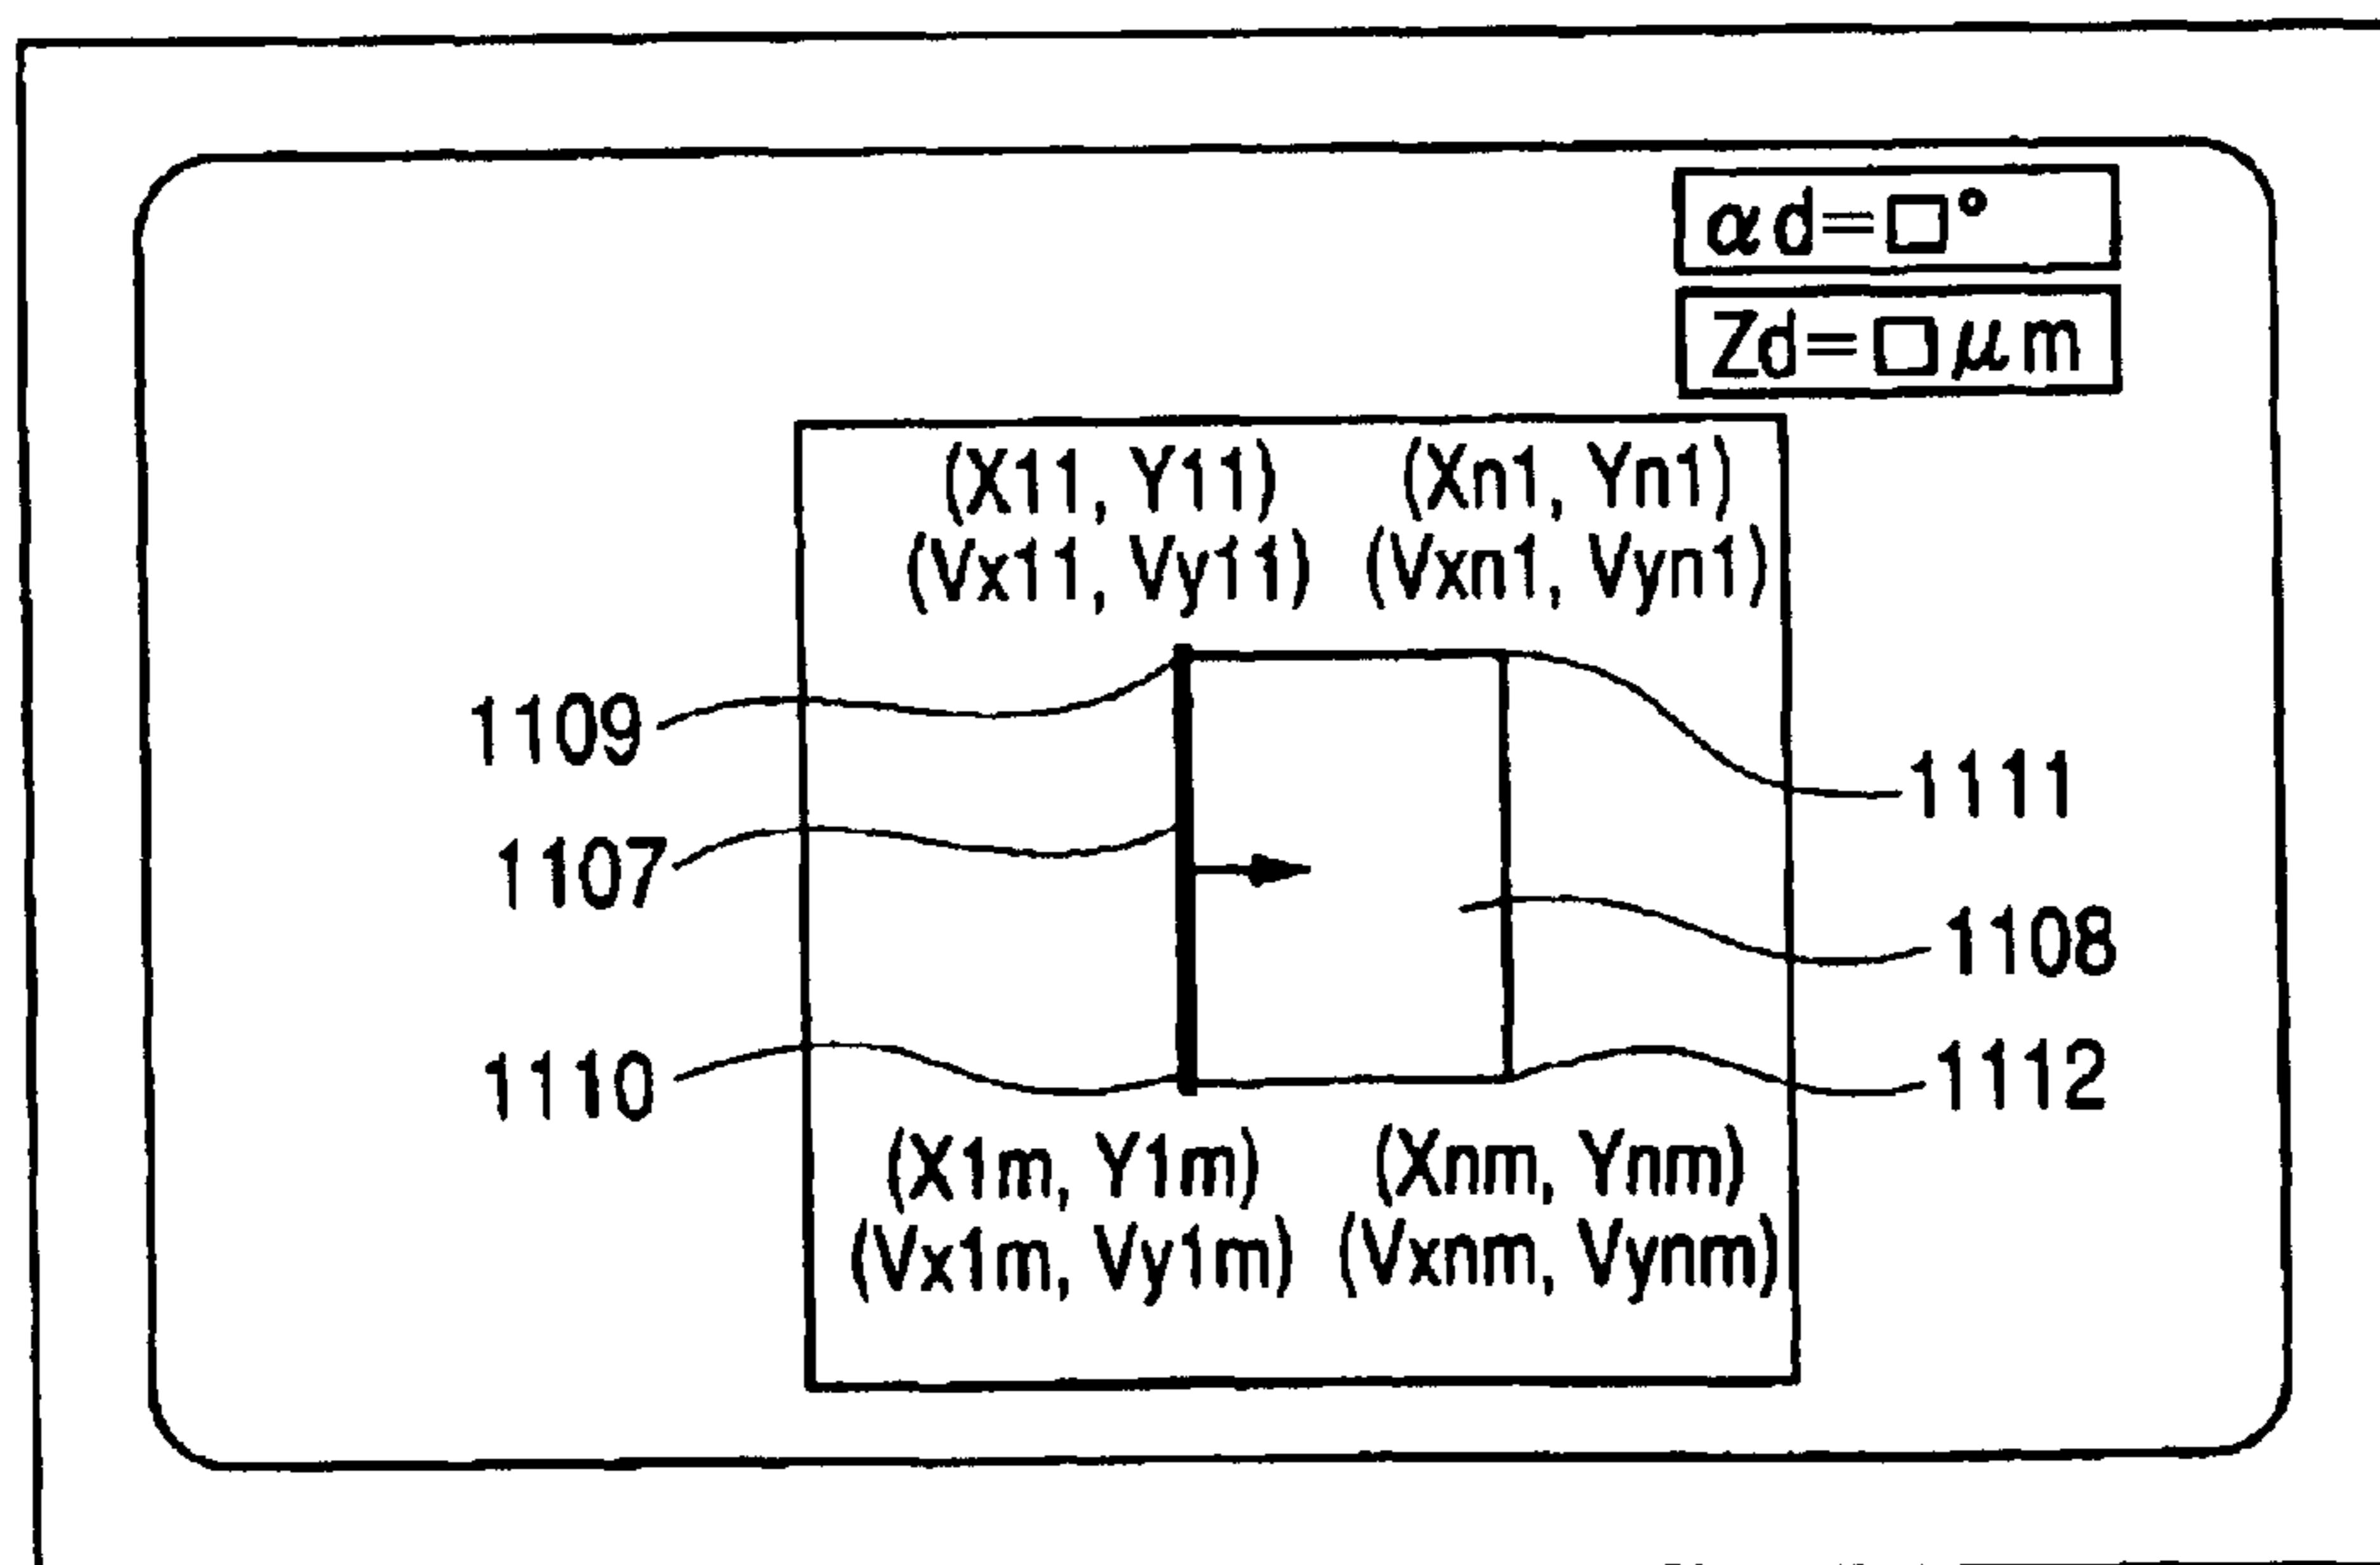 αd=□°
Zd=□μm
(X11, Y11) (Xn1, Yn1)
(Vx11, Vy11) (Vxn1, Vyn1)
1109
1111
1107
1108
1110
1112
(X1m, Y1m) (Xnm, Ynm)
(Vx1m, Vy1m) (Vxnm, Vynm)